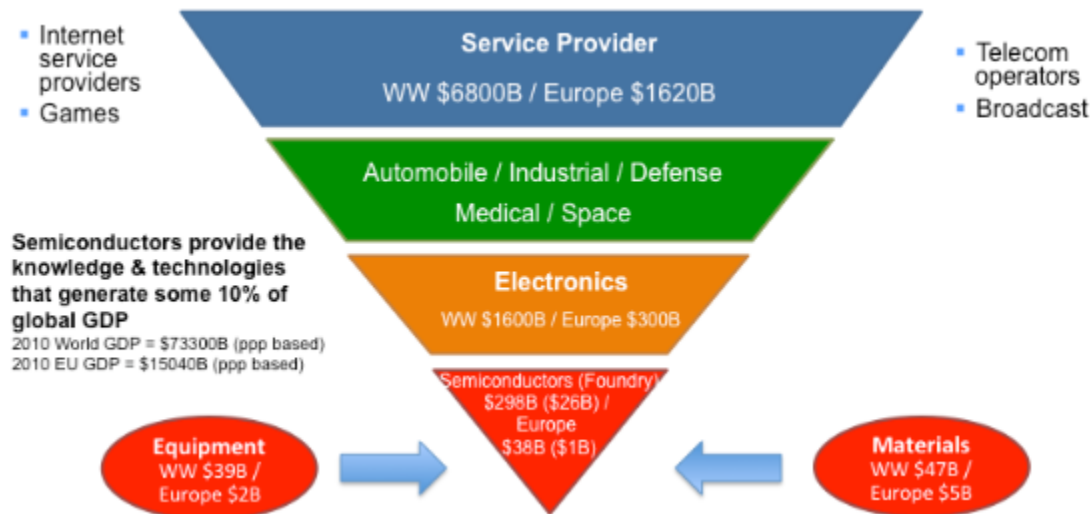 Internet
service
providers
Games
Service Provider
WW $6800B / Europe $1620B
Telecom
operators
Broadcast
Automobile / Industrial / Defense
Medical / Space
Semiconductors provide the
knowledge & technologies
that generate some 10% of
global GDP
2010 World GDP = $73300B (ppp based)
2010 EU GDP = $15040B (ppp based)
Electronics
WW $1600B / Europe $300B
Semiconductors (Foundry)
$298B ($26B) /
Europe
$38B ($1B)
Equipment
WW $39B /
Europe $2B
Materials
WW $47B /
Europe $5B